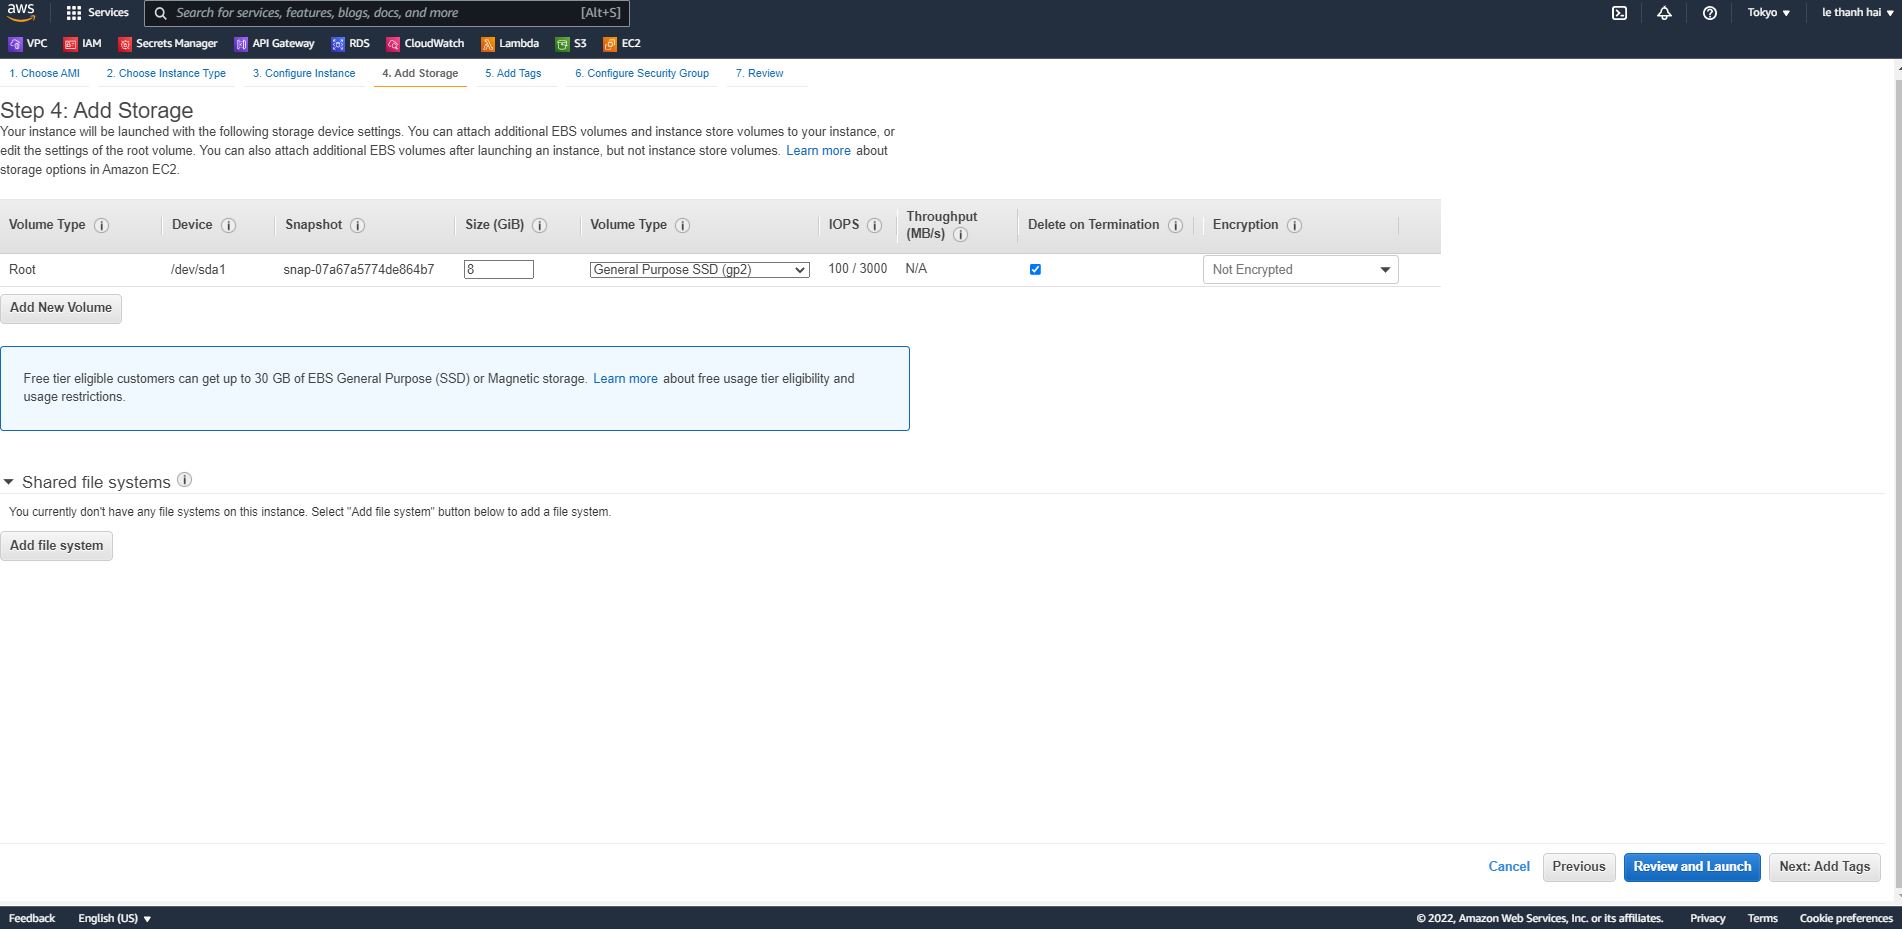 aws
Services
Search for services, features, blogs, docs, and more
[Alt+S]
Tokyo
le thanh hai
VPC
IAM
Secrets Manager
API Gateway
RDS
CloudWatch
Lambda
S3
EC2
1. Choose AMI
2. Choose Instance Type
3. Configure Instance
4. Add Storage
5. Add Tags
6. Configure Security Group
7. Review
Step 4: Add Storage
Your instance will be launched with the following storage device settings. You can attach additional EBS volumes and instance store volumes to your instance, or
edit the settings of the root volume. You can also attach additional EBS volumes after launching an instance, but not instance store volumes. Learn more about
storage options in Amazon EC2.
Volume Type
Device
Snapshot
Size (GiB)
Volume Type
IOPS
Throughput
(MB/s)
Delete on Termination
Encryption
Root
/dev/sda1
snap-07a67a5774de864b7
8
General Purpose SSD (gp2)
100 / 3000
N/A
Not Encrypted
Add New Volume
Free tier eligible customers can get up to 30 GB of EBS General Purpose (SSD) or Magnetic storage. Learn more about free usage tier eligibility and
usage restrictions.
Shared file systems
You currently don't have any file systems on this instance. Select "Add file system" button below to add a file system.
Add file system
Cancel
Previous
Review and Launch
Next: Add Tags
Feedback
English (US)
© 2022, Amazon Web Services, Inc. or its affiliates.
Privacy
Terms
Cookie preferences